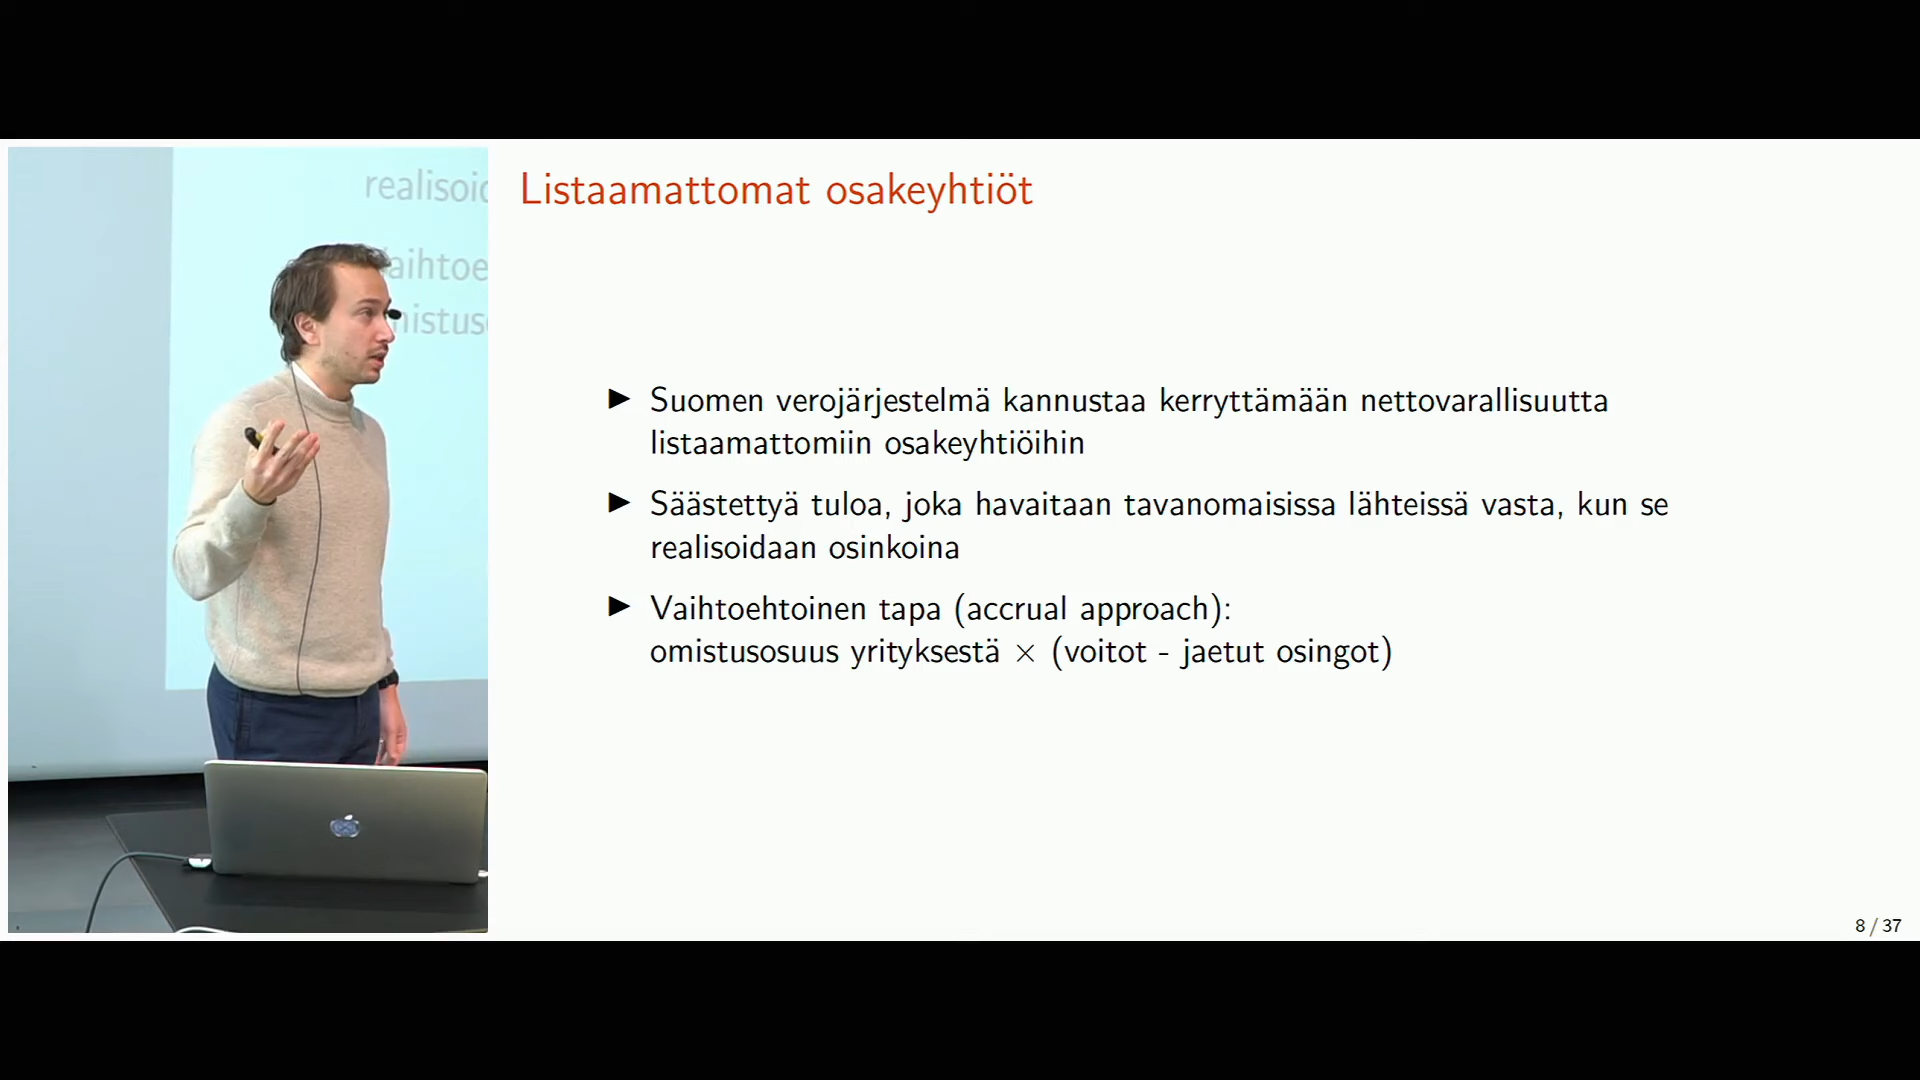 realisoid
aihtoe
nistus
Listaamattomat osakeyhtiöt
▶ Suomen verojärjestelmä kannustaa kerryttämään nettovarallisuutta
listaamattomiin osakeyhtiöihin
▶ Säästettyä tuloa, joka havaitaan tavanomaisissa lähteissä vasta, kun se
realisoidaan osinkoina
▶ Vaihtoehtoinen tapa (accrual approach):
omistusosuus yrityksestä × (voitot - jaetut osingot)
8 / 37